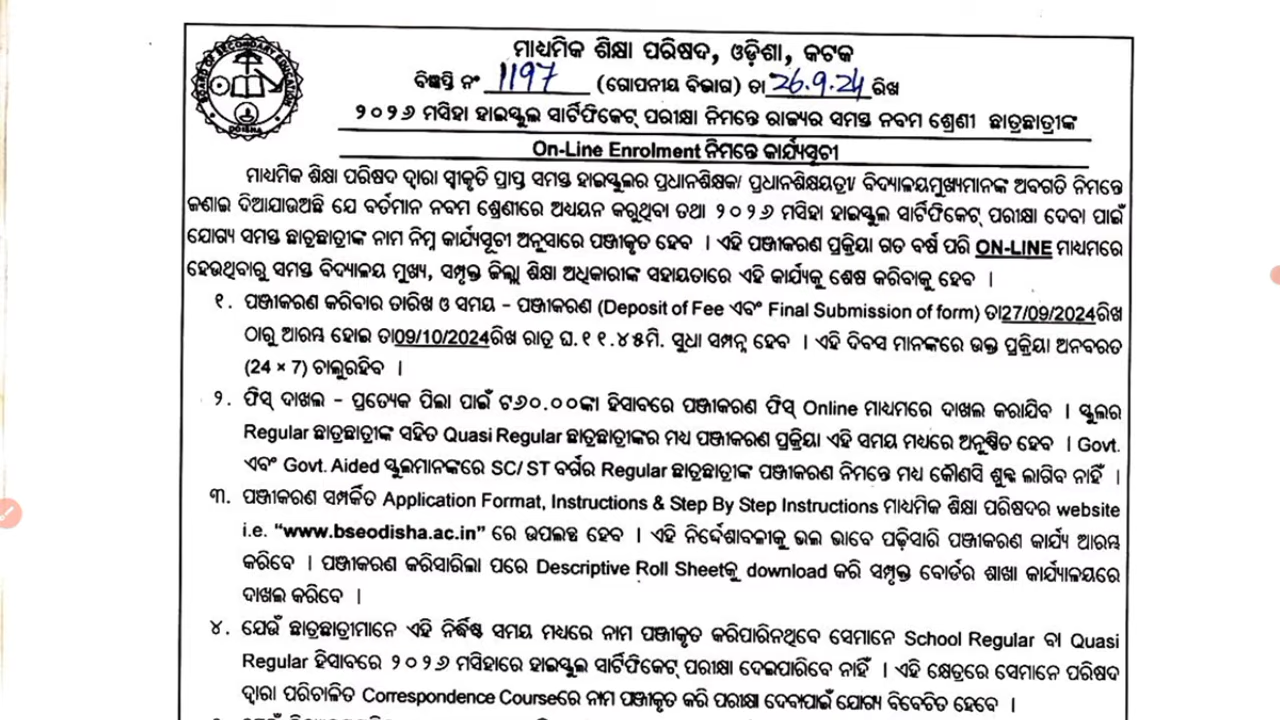 ମାଧ୍ୟମିକ ଶିକ୍ଷା ପରିଷଦ, ଓଡ଼ିଶା, କଟକ
ବିଜ୍ଞପ୍ତି ନଂ 1197 (ଗୋପନୀୟ ବିଭାଗ) ତା 26.9.24 ରିଖ
BOARD OF SECONDARY EDUCATION
ODISHA
୨୦୨୬ ମସିହା ହାଇସ୍କୁଲ ସାର୍ଟିଫିକେଟ୍ ପରୀକ୍ଷା ନିମନ୍ତେ ରାଜ୍ୟର ସମସ୍ତ ନବମ ଶ୍ରେଣୀ ଛାତ୍ରଛାତ୍ରୀଙ୍କ
On-Line Enrolment ନିମନ୍ତେ କାର୍ଯ୍ୟସୂଚୀ
ମାଧ୍ୟମିକ ଶିକ୍ଷା ପରିଷଦ ଦ୍ୱାରା ସ୍ୱୀକୃତି ପ୍ରାପ୍ତ ସମସ୍ତ ହାଇସ୍କୁଲର ପ୍ରଧାନଶିକ୍ଷକ/ ପ୍ରଧାନଶିକ୍ଷୟତ୍ରୀ/ ବିଦ୍ୟାଳୟମୁଖ୍ୟମାନଙ୍କ ଅବଗତି ନିମନ୍ତେ
ଜଣାଇ ଦିଆଯାଉଅଛି ଯେ ବର୍ତମାନ ନବମ ଶ୍ରେଣୀରେ ଅଧ୍ୟୟନ କରୁଥିବା ତଥା ୨୦୨୬ ମସିହା ହାଇସ୍କୁଲ ସାର୍ଟିଫିକେଟ୍ ପରୀକ୍ଷା ଦେବା ପାଇଁ
ଯୋଗ୍ୟ ସମସ୍ତ ଛାତ୍ରଛାତ୍ରୀଙ୍କ ନାମ ନିମ୍ନ କାର୍ଯ୍ୟସୂଚୀ ଅନୁସାରେ ପଞ୍ଜୀକୃତ ହେବ । ଏହି ପଞ୍ଜୀକରଣ ପ୍ରକ୍ରିୟା ଗତ ବର୍ଷ ପରି ON-LINE ମାଧ୍ୟମରେ
ହେଉଥିବାରୁ ସମସ୍ତ ବିଦ୍ୟାଳୟ ମୁଖ୍ୟ, ସମ୍ପୃକ୍ତ ଜିଲ୍ଲା ଶିକ୍ଷା ଅଧିକାରୀଙ୍କ ସହାୟତାରେ ଏହି କାର୍ଯ୍ୟକୁ ଶେଷ କରିବାକୁ ହେବ ।
୧. ପଞ୍ଜୀକରଣ କରିବାର ତାରିଖ ଓ ସମୟ - ପଞ୍ଜୀକରଣ (Deposit of Fee ଏବଂ Final Submission of form) ତା27/09/2024ରିଖ
ଠାରୁ ଆରମ୍ଭ ହୋଇ ତା09/10/2024ରିଖ ରାତ୍ର ଘ.୧୧.୪୫ମି. ସୁଧା ସମ୍ପନ୍ନ ହେବ । ଏହି ଦିବସ ମାନଙ୍କରେ ଉକ୍ତ ପ୍ରକ୍ରିୟା ଅନବରତ
(24 × 7) ଚାଲୁରହିବ ।
୨. ଫିସ୍ ଦାଖଲ - ପ୍ରତ୍ୟେକ ପିଲା ପାଇଁ ଟ୬୦.୦୦ଙ୍କା ହିସାବରେ ପଞ୍ଜୀକରଣ ଫିସ୍ Online ମାଧ୍ୟମରେ ଦାଖଲ କରାଯିବ । ସ୍କୁଲର
Regular ଛାତ୍ରଛାତ୍ରୀଙ୍କ ସହିତ Quasi Regular ଛାତ୍ରଛାତ୍ରୀଙ୍କର ମଧ୍ୟ ପଞ୍ଜୀକରଣ ପ୍ରକ୍ରିୟା ଏହି ସମୟ ମଧ୍ୟରେ ଅନୁଷ୍ଠିତ ହେବ । Govt.
ଏବଂ Govt. Aided ସ୍କୁଲମାନଙ୍କରେ SC/ ST ବର୍ଗର Regular ଛାତ୍ରଛାତ୍ରୀଙ୍କ ପଞ୍ଜୀକରଣ ନିମନ୍ତେ ମଧ୍ୟ କୌଣସି ଶୁଳ୍କ ଲାଗିବ ନାହିଁ ।
୩. ପଞ୍ଜୀକରଣ ସମ୍ପର୍କିତ Application Format, Instructions & Step By Step Instructions ମାଧ୍ୟମିକ ଶିକ୍ଷା ପରିଷଦର website
i.e. “www.bseodisha.ac.in” ରେ ଉପଲବ୍ଧ ହେବ । ଏହି ନିର୍ଦ୍ଦେଶାବଳୀକୁ ଭଲ ଭାବେ ପଢ଼ିସାରି ପଞ୍ଜୀକରଣ କାର୍ଯ୍ୟ ଆରମ୍ଭ
କରିବେ । ପଞ୍ଜୀକରଣ କରିସାରିଲା ପରେ Descriptive Roll Sheetକୁ download କରି ସମ୍ପୃକ୍ତ ବୋର୍ଡର ଶାଖା କାର୍ଯ୍ୟାଳୟରେ
ଦାଖଲ କରିବେ ।
୪. ଯେଉଁ ଛାତ୍ରଛାତ୍ରୀମାନେ ଏହି ନିର୍ଦ୍ଧିଷ୍ଟ ସମୟ ମଧ୍ୟରେ ନାମ ପଞ୍ଜୀକୃତ କରିପାରିନଥିବେ ସେମାନେ School Regular ବା Quasi
Regular ହିସାବରେ ୨୦୨୬ ମସିହାରେ ହାଇସ୍କୁଲ ସାର୍ଟିଫିକେଟ୍ ପରୀକ୍ଷା ଦେଇପାରିବେ ନାହିଁ । ଏହି କ୍ଷେତ୍ରରେ ସେମାନେ ପରିଷଦ
ଦ୍ୱାରା ପରିଚାଳିତ Correspondence Courseରେ ନାମ ପଞ୍ଜୀକୃତ କରି ପରୀକ୍ଷା ଦେବାପାଇଁ ଯୋଗ୍ୟ ବିବେଚିତ ହେବେ ।